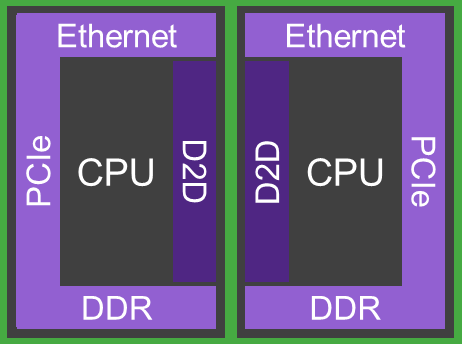 Ethernet
PCIe
CPU
D2D
DDR
Ethernet
D2D
CPU
PCIe
DDR